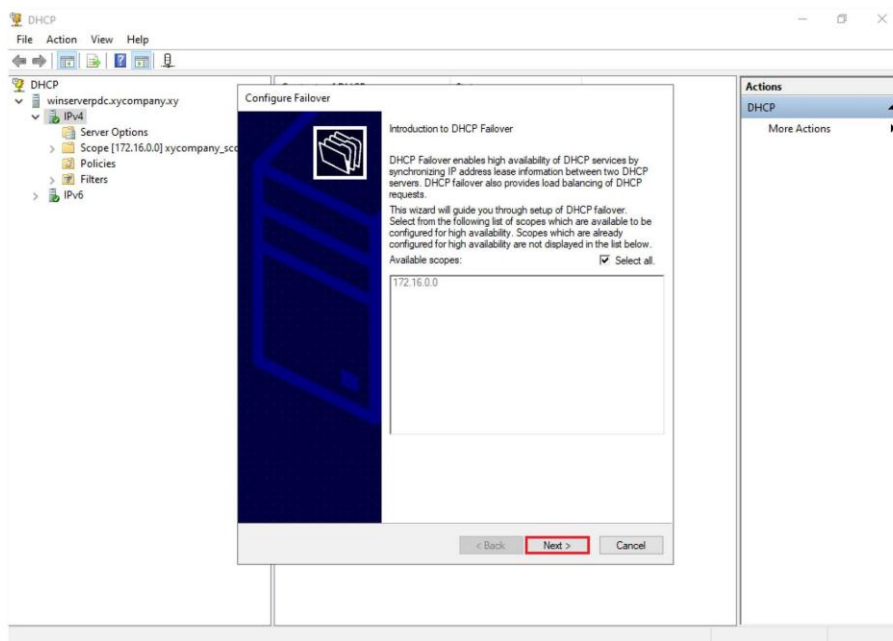 DHCP
File Action View Help
DHCP
winserverpdc.xycompany.xy
IPv4
Server Options
Scope [172.16.0.0] xycompany_sco
Policies
Filters
IPv6
Configure Failover
Introduction to DHCP Failover
DHCP Failover enables high availability of DHCP services by
synchronizing IP address lease information between two DHCP
servers. DHCP failover also provides load balancing of DHCP
requests.
This wizard will guide you through setup of DHCP failover.
Select from the following list of scopes which are available to be
configured for high availability. Scopes which are already
configured for high availability are not displayed in the list below.
Available scopes:
Select all.
172.16.0.0
< Back Next > Cancel
Actions
DHCP
More Actions